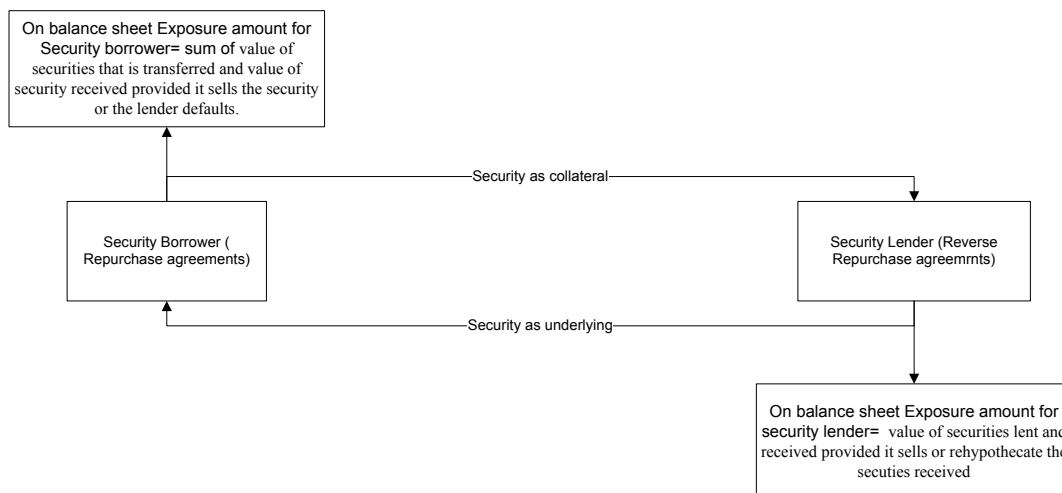 On balance sheet Exposure amount for
Security borrower= sum of value of
securities that is transferred and value of
security received provided it sells the security
or the lender defaults.
Security as collateral
Security Borrower (
Repurchase agreements)
Security Lender (Reverse
Repurchase agreemrnts)
Security as underlying
On balance sheet Exposure amount for
security lender= value of securities lent and
received provided it sells or rehypothecate the
secuties received